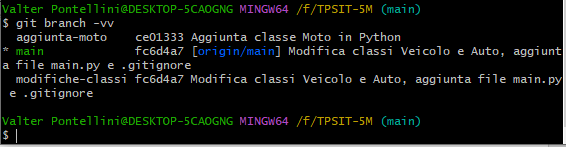 Valter Pontellini@DESKTOP-5CAOGNG MINGW64 /f/TPSIT-5M (main)
$ git branch -vv
  aggiunta-moto    ce01333 Aggiunta classe Moto in Python
* main             fc6d4a7 [origin/main] Modifica classi Veicolo e Auto, aggiunt
a file main.py e .gitignore
  modifiche-classi fc6d4a7 Modifica classi Veicolo e Auto, aggiunta file main.py
 e .gitignore
Valter Pontellini@DESKTOP-5CAOGNG MINGW64 /f/TPSIT-5M (main)
$